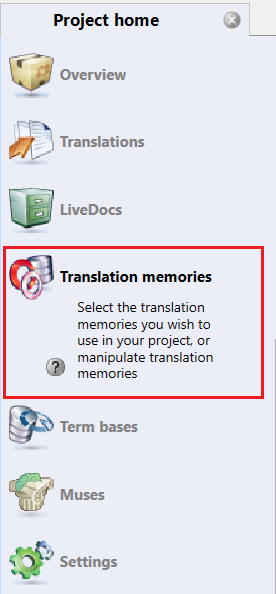 Project home
Overview
Translations
LiveDocs
Translation memories
Select the translation
memories you wish to
use in your project, or
manipulate translation
memories
?
Term bases
Muses
Settings